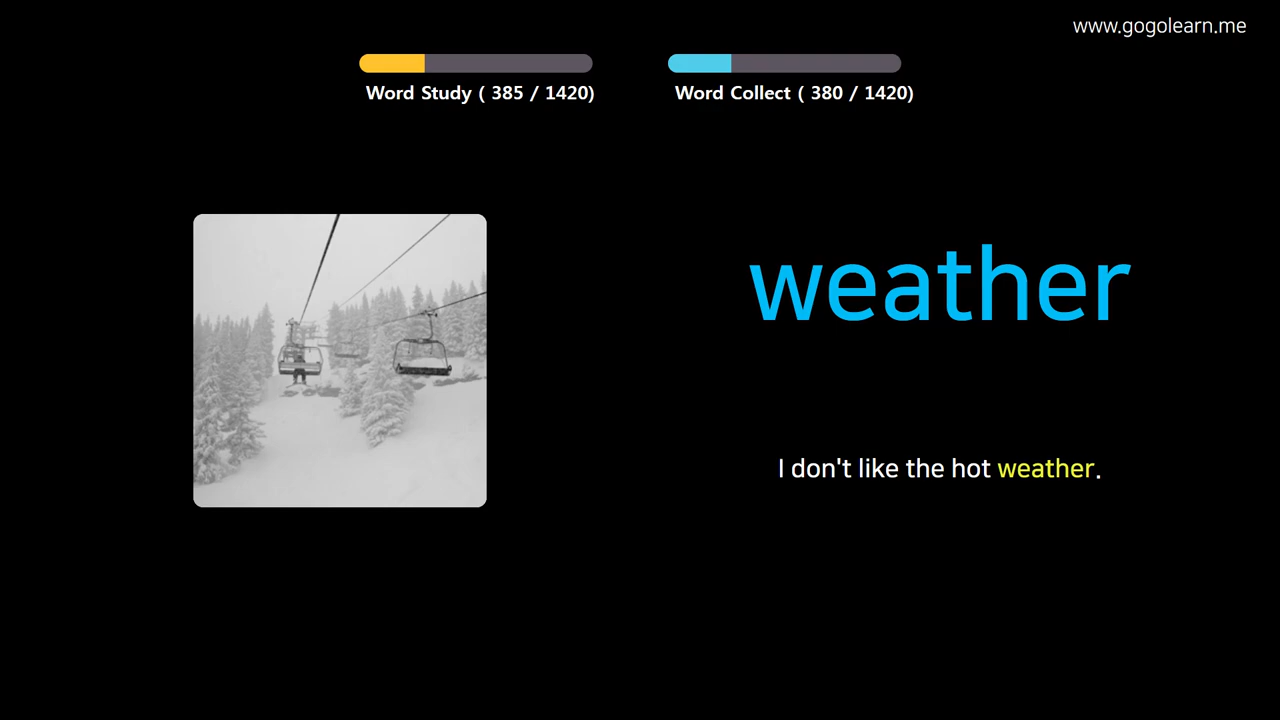 www.gogolearn.me
Word Study ( 385 / 1420)
Word Collect ( 380 / 1420)
weather
I don't like the hot weather.